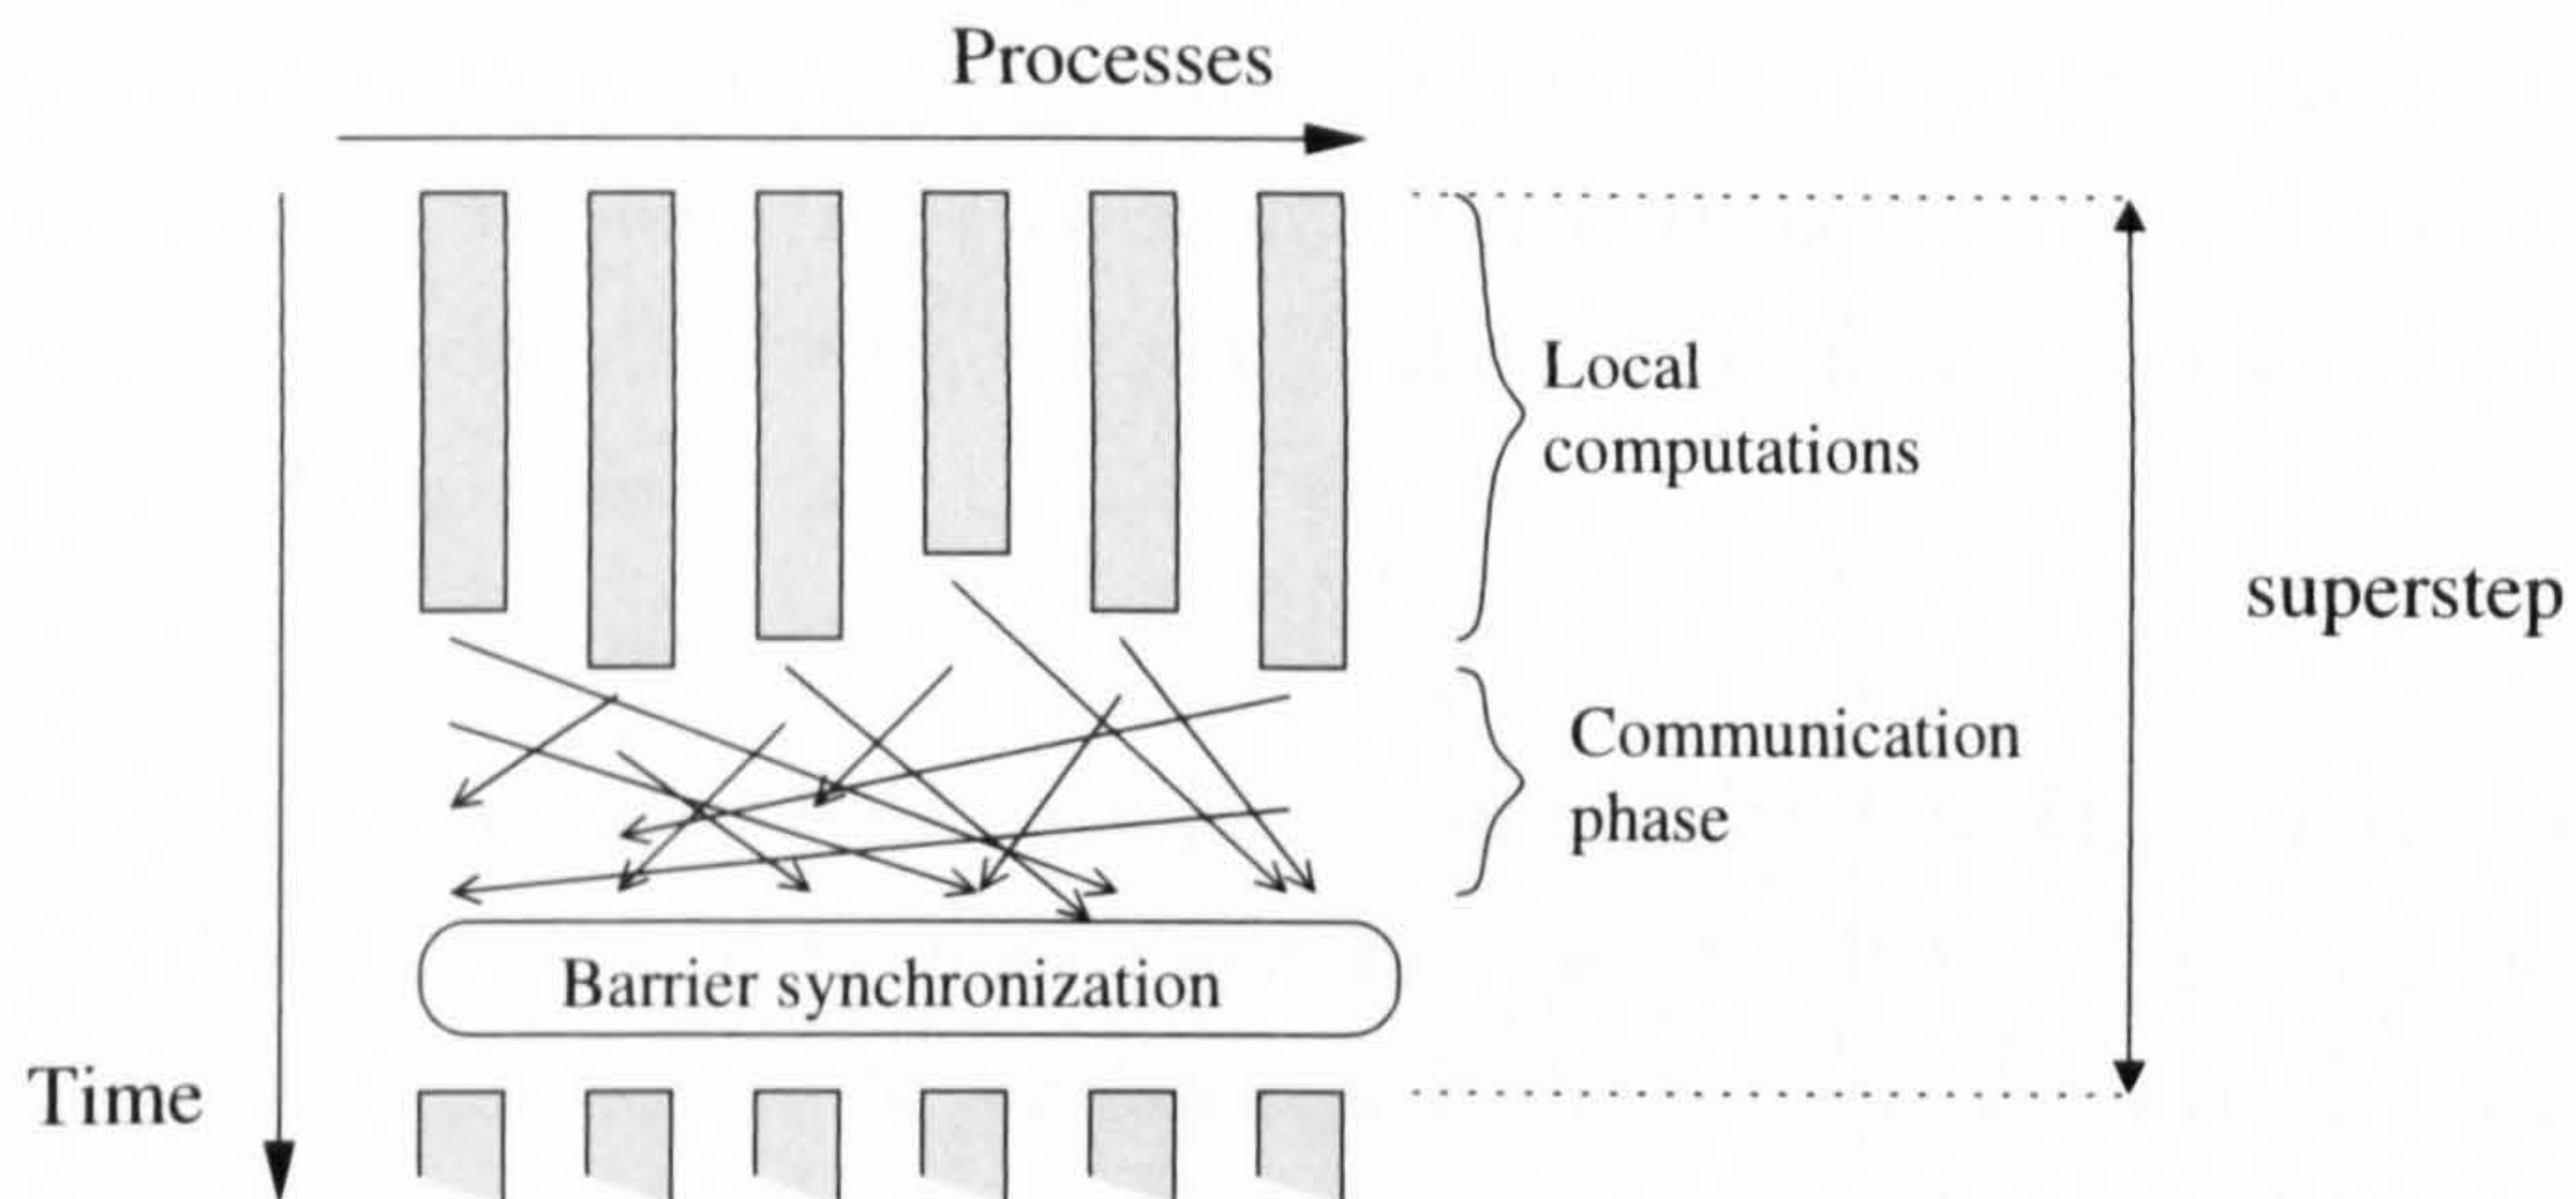 Processes
Local
computations
superstep
Communication
phase
Barrier synchronization
Time